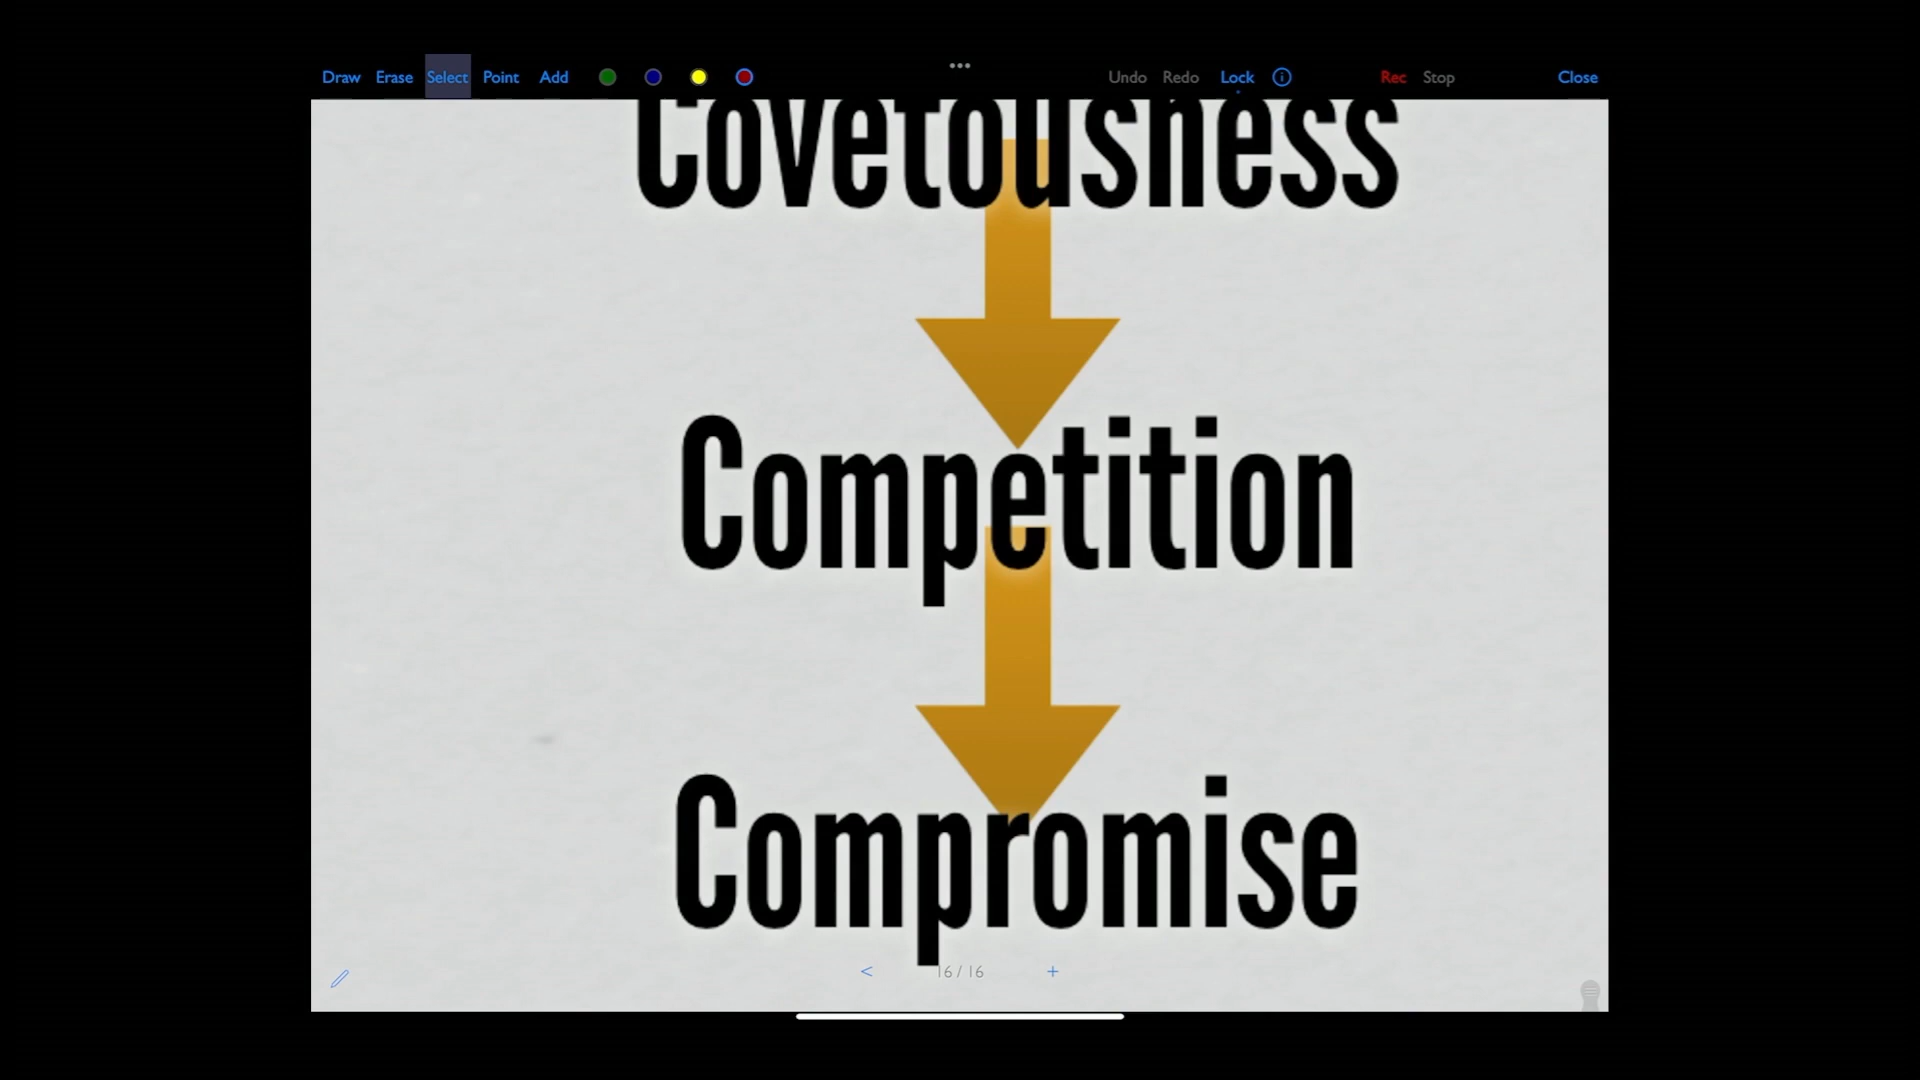 Draw Erase Select Point Add Undo Redo Lock Rec Stop Close
Covetousness
Competition
Compromise
< 16 / 16 +